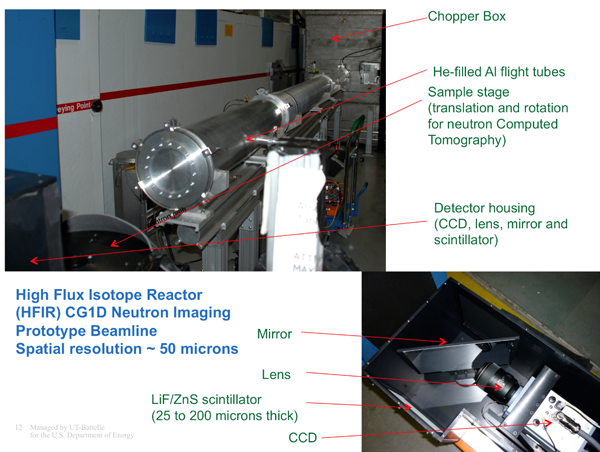 Chopper Box
He-filled Al flight tubes
Sample stage
(translation and rotation
for neutron Computed
Tomography)
eying Point
Detector housing
(CCD, lens, mirror and
scintillator)
ATTE
MAX
High Flux Isotope Reactor
(HFIR) CG1D Neutron Imaging
Prototype Beamline
Spatial resolution ~ 50 microns
Mirror
Lens
LiF/ZnS scintillator
(25 to 200 microns thick)
CCD
12 Managed by UT-Battelle
for the U.S. Department of Energy